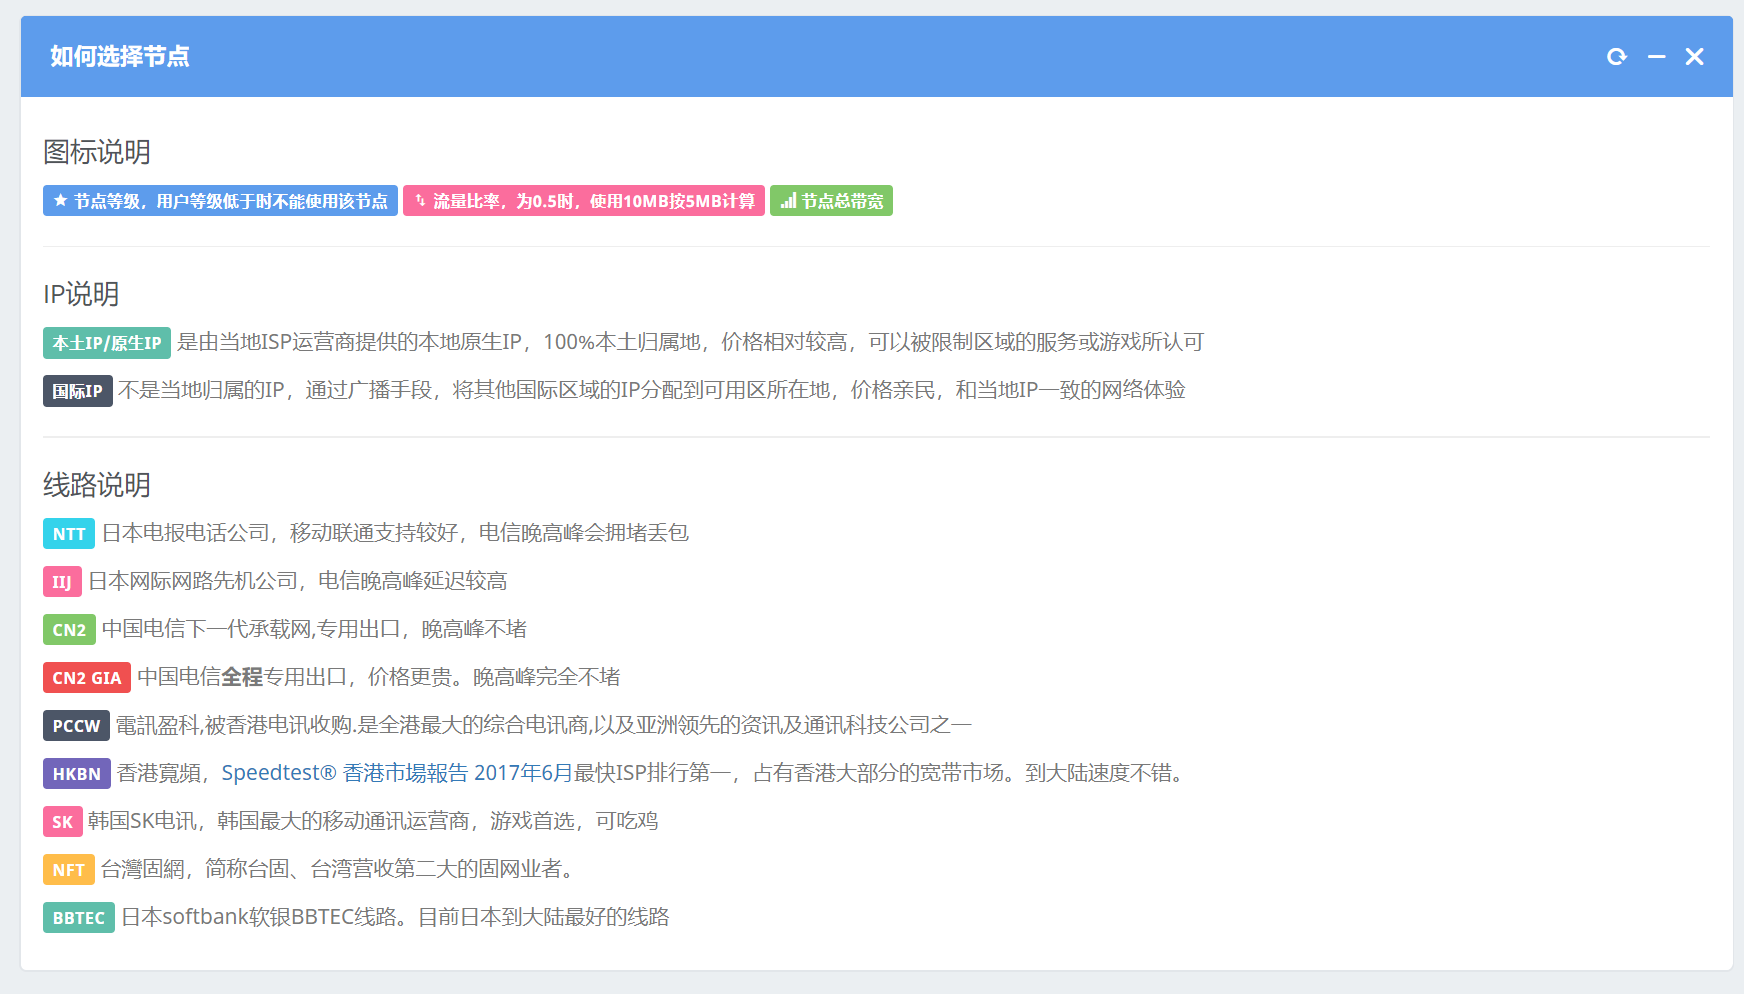 如何选择节点
图标说明
节点等级，用户等级低于时不能使用该节点 流量比率，为0.5时，使用10MB按5MB计算 节点总带宽
IP说明
本土IP/原生IP 是由当地ISP运营商提供的本地原生IP，100%本土归属地，价格相对较高，可以被限制区域的服务或游戏所认可
国际IP 不是当地归属的IP，通过广播手段，将其他国际区域的IP分配到可用区所在地，价格亲民，和当地IP一致的网络体验
线路说明
NTT 日本电报电话公司，移动联通支持较好，电信晚高峰会拥堵丢包
IIJ 日本网际网路先机公司，电信晚高峰延迟较高
CN2 中国电信下一代承载网,专用出口，晚高峰不堵
CN2 GIA 中国电信全程专用出口，价格更贵。晚高峰完全不堵
PCCW 電訊盈科,被香港电讯收购.是全港最大的综合电讯商,以及亚洲领先的资讯及通讯科技公司之一
HKBN 香港寬頻，Speedtest® 香港市場報告 2017年6月最快ISP排行第一，占有香港大部分的宽带市场。到大陆速度不错。
SK 韩国SK电讯，韩国最大的移动通讯运营商，游戏首选，可吃鸡
NFT 台灣固網，简称台固、台湾营收第二大的固网业者。
BBTEC 日本softbank软银BBTEC线路。目前日本到大陆最好的线路